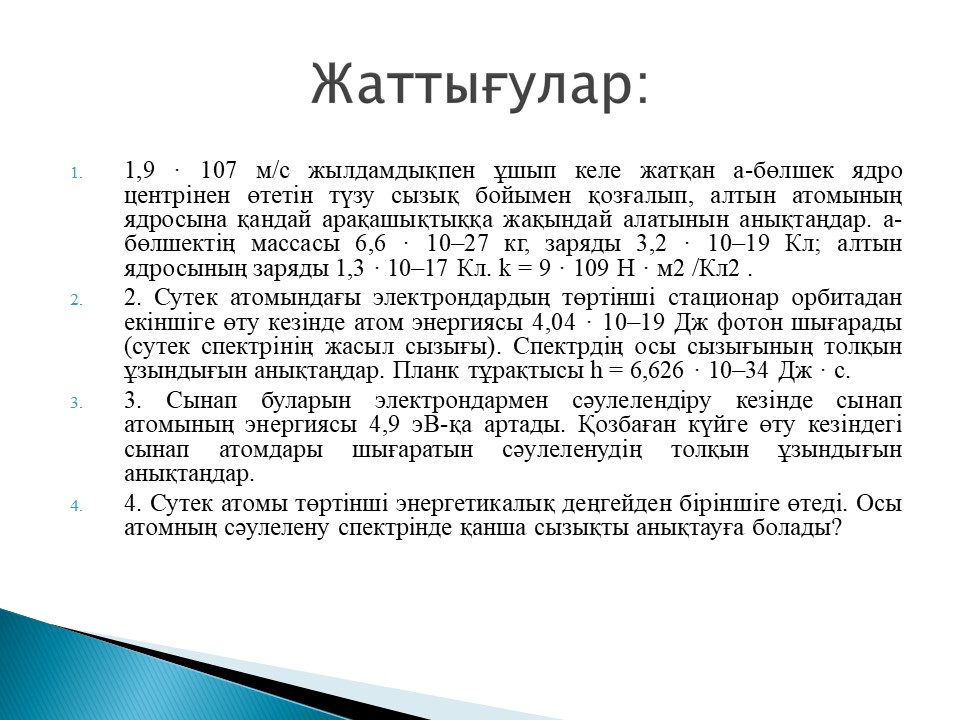 Жаттығулар:
1. 1,9 · 107 м/с жылдамдықпен ұшып келе жатқан а-бөлшек ядро
центрінен өтетін түзу сызық бойымен қозғалып, алтын атомының
ядросына қандай арақашықтыққа жақындай алатынын анықтаңдар. а-
бөлшектің массасы 6,6 · 10–27 кг, заряды 3,2 · 10–19 Кл; алтын
ядросының заряды 1,3 · 10–17 Кл. k = 9 · 109 Н · м2 /Кл2 .
2. 2. Сутек атомындағы электрондардың төртінші стационар орбитадан
екіншіге өту кезінде атом энергиясы 4,04 · 10–19 Дж фотон шығарады
(сутек спектрінің жасыл сызығы). Спектрдің осы сызығының толқын
ұзындығын анықтаңдар. Планк тұрақтысы h = 6,626 · 10–34 Дж · с.
3. 3. Сынап буларын электрондармен сәулелендіру кезінде сынап
атомының энергиясы 4,9 эВ-қа артады. Қозбаған күйге өту кезіндегі
сынап атомдары шығаратын сәулеленудің толқын ұзындығын
анықтаңдар.
4. 4. Сутек атомы төртінші энергетикалық деңгейден біріншіге өтеді. Осы
атомның сәулелену спектрінде қанша сызықты анықтауға болады?